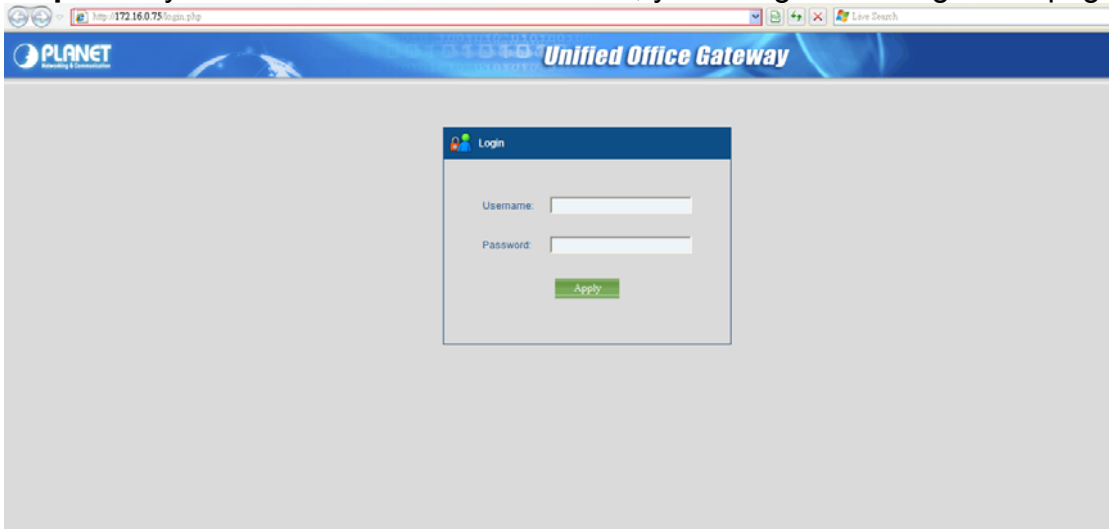 http://172.16.0.75/login.php
Live Search
PLANET
Networking & Communication
Unified Office Gateway
Login
Username:
Password:
Apply